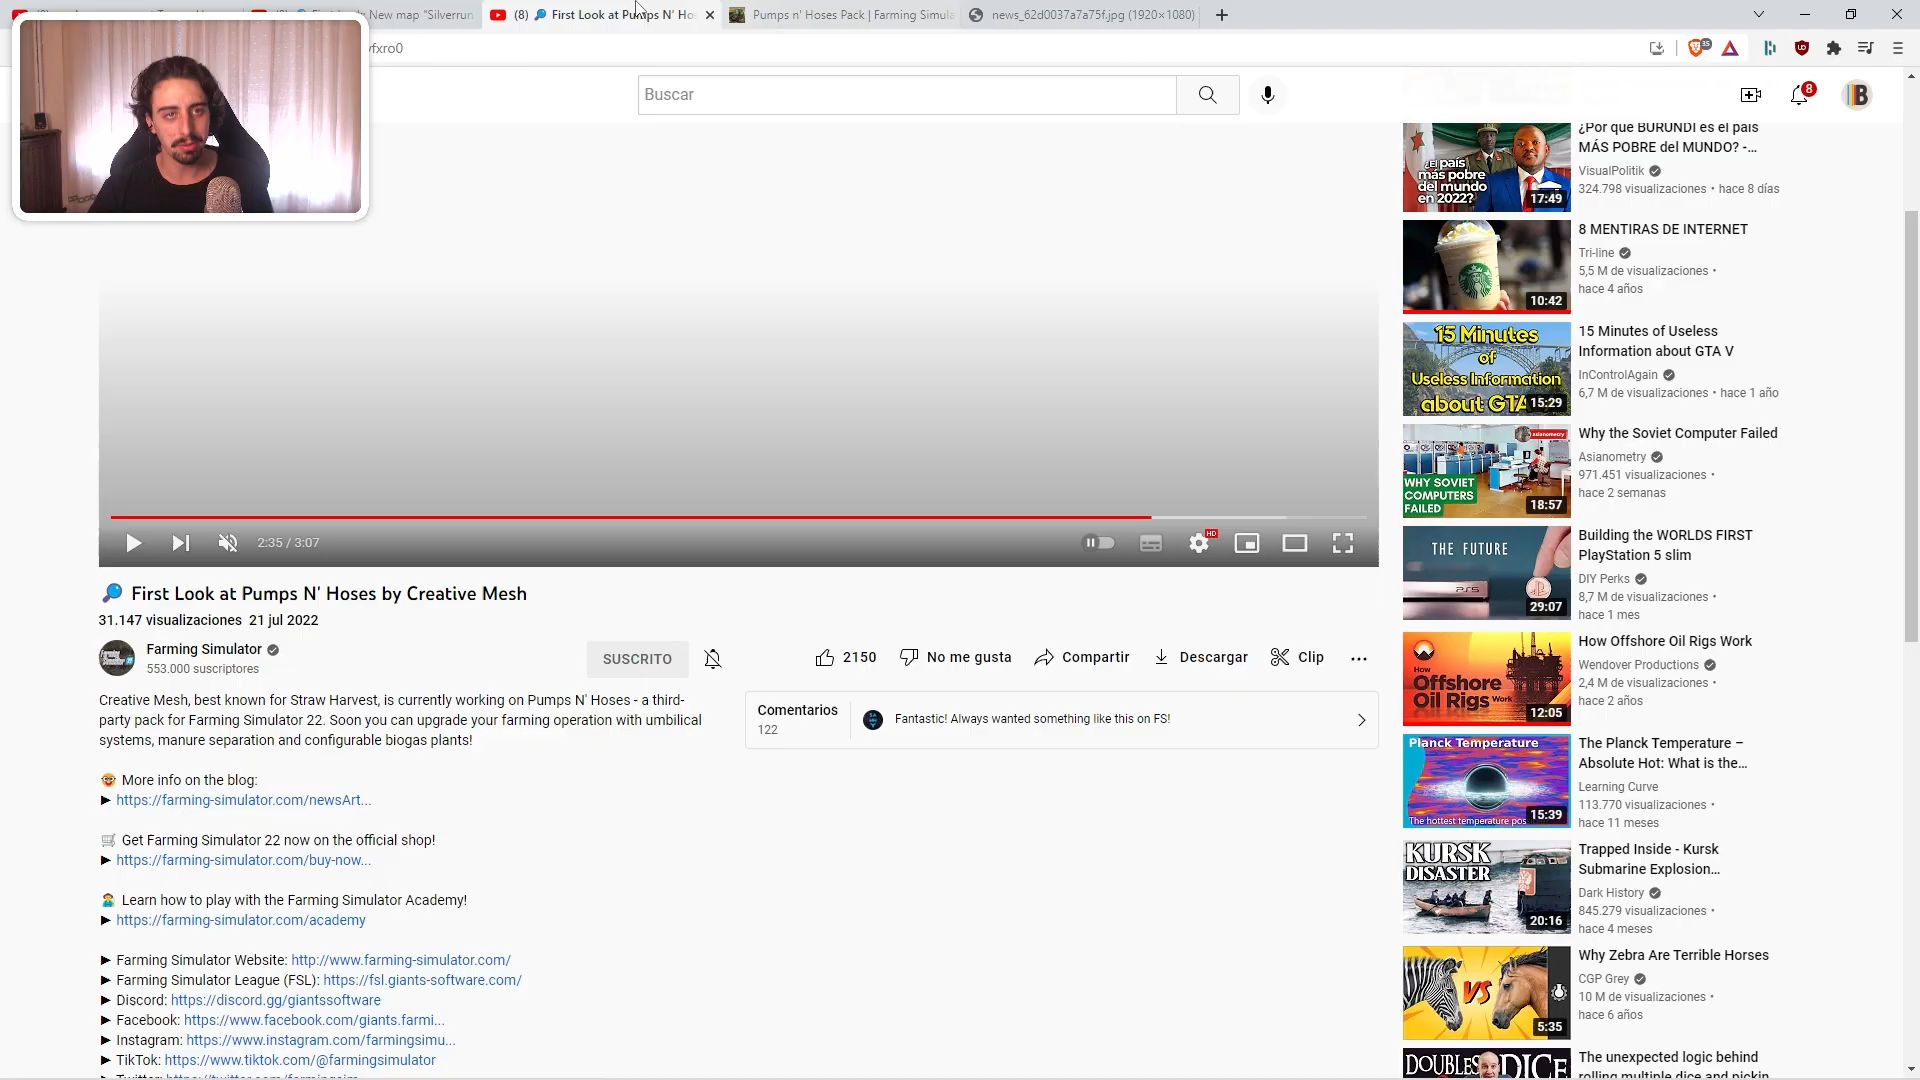 New map "Silverrun
(8) 🔎 First Look at Pumps N' Ho
Pumps n' Hoses Pack | Farming Simula
news_62d0037a7a75f.jpg (1920×1080)
fxro0
35
Buscar
8
¿El país
más pobre
del mundo
en 2022?
17:49
¿Por qué BURUNDI es el país
MÁS POBRE del MUNDO? -...
VisualPolitik
324.798 visualizaciones • hace 8 días
10:42
8 MENTIRAS DE INTERNET
Tri-line
5,5 M de visualizaciones •
hace 4 años
15 Minutes
of
Useless Information
about GTA
15:29
15 Minutes of Useless
Information about GTA V
InControlAgain
6,7 M de visualizaciones • hace 1 año
asianometry
WHY SOVIET
COMPUTERS
FAILED
18:57
Why the Soviet Computer Failed
Asianometry
971.451 visualizaciones •
hace 2 semanas
THE FUTURE
PS5
29:07
Building the WORLDS FIRST
PlayStation 5 slim
DIY Perks
8,7 M de visualizaciones •
hace 1 mes
How
Offshore
Oil Rigs
Work
12:05
How Offshore Oil Rigs Work
Wendover Productions
2,4 M de visualizaciones •
hace 2 años
Planck Temperature
The hottest temperature pos
15:39
The Planck Temperature –
Absolute Hot: What is the...
Learning Curve
113.770 visualizaciones •
hace 11 meses
KURSK
DISASTER
20:16
Trapped Inside - Kursk
Submarine Explosion...
Dark History
845.279 visualizaciones •
hace 4 meses
VS
5:35
Why Zebra Are Terrible Horses
CGP Grey
10 M de visualizaciones •
hace 6 años
DOUBLES DICE
The unexpected logic behind
rolling multiple dice and pickin
2:35 / 3:07
HD
🔎 First Look at Pumps N' Hoses by Creative Mesh
31.147 visualizaciones 21 jul 2022
Farming Simulator
553.000 suscriptores
SUSCRITO
2150
No me gusta
Compartir
Descargar
Clip
Creative Mesh, best known for Straw Harvest, is currently working on Pumps N' Hoses - a third-
party pack for Farming Simulator 22. Soon you can upgrade your farming operation with umbilical
systems, manure separation and configurable biogas plants!
🤓 More info on the blog:
► https://farming-simulator.com/newsArt...
🛒 Get Farming Simulator 22 now on the official shop!
► https://farming-simulator.com/buy-now...
👨‍🏫 Learn how to play with the Farming Simulator Academy!
► https://farming-simulator.com/academy
► Farming Simulator Website: http://www.farming-simulator.com/
► Farming Simulator League (FSL): https://fsl.giants-software.com/
► Discord: https://discord.gg/giantssoftware
► Facebook: https://www.facebook.com/giants.farmi...
► Instagram: https://www.instagram.com/farmingsimu...
► TikTok: https://www.tiktok.com/@farmingsimulator
Comentarios
122
Fantastic! Always wanted something like this on FS!